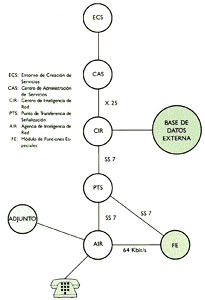 ECS
ECS: Entorno de Creación de
Servicios
CAS: Centro de Administración
de Servicios
CIR: Centro de Inteligencia de
Red
PTS: Punto de Transferencia de
Señalización
AIR: Agencia de Inteligencia de
Red
FE: Módulo de Funciones Es-
peciales
CAS
X.25
CIR
BASE DE
DATOS
EXTERNA
SS 7
PTS
SS 7
SS 7
ADJUNTO
AIR
64 Kbit/s
FE